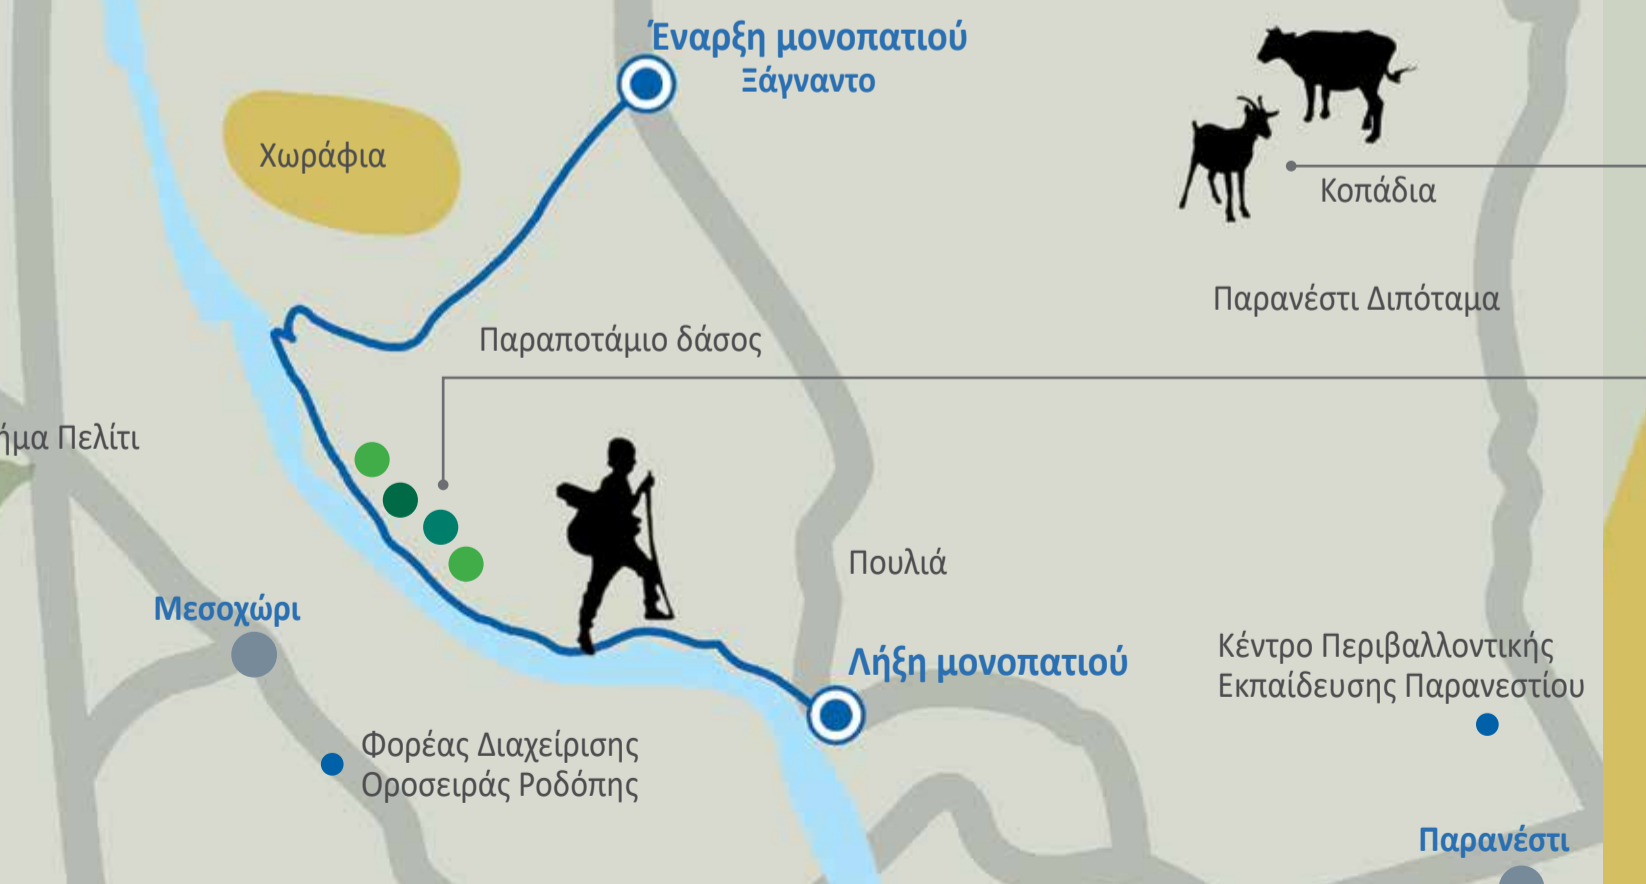 Έναρξη μονοπατιού
Ξάγναντο
Χωράφια
Κοπάδια
Παρανέστι Διπόταμα
Παραποτάμιο δάσος
Πελίτι
Πουλιά
Μεσοχώρι
Λήξη μονοπατιού
Κέντρο Περιβαλλοντικής
Εκπαίδευσης Παρανεστίου
Φορέας Διαχείρισης
Οροσειράς Ροδόπης
Παρανέστι